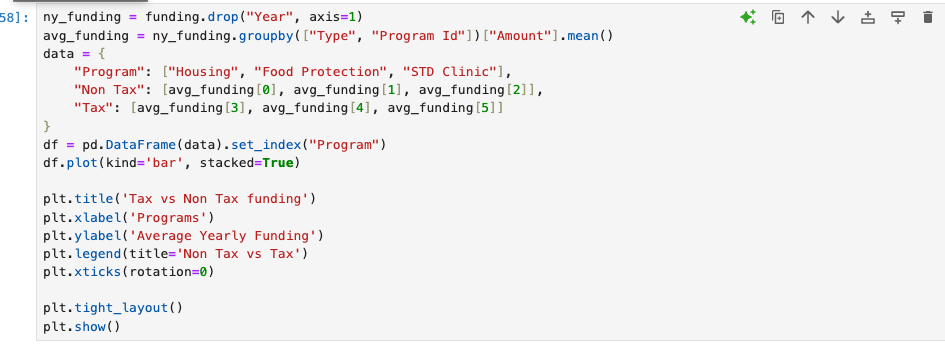 58]:
ny_funding = funding.drop("Year", axis=1)
avg_funding = ny_funding.groupby(["Type", "Program Id"])["Amount"].mean()
data = {
    "Program": ["Housing", "Food Protection", "STD Clinic"],
    "Non Tax": [avg_funding[0], avg_funding[1], avg_funding[2]],
    "Tax": [avg_funding[3], avg_funding[4], avg_funding[5]]
}
df = pd.DataFrame(data).set_index("Program")
df.plot(kind='bar', stacked=True)

plt.title('Tax vs Non Tax funding')
plt.xlabel('Programs')
plt.ylabel('Average Yearly Funding')
plt.legend(title='Non Tax vs Tax')
plt.xticks(rotation=0)

plt.tight_layout()
plt.show()